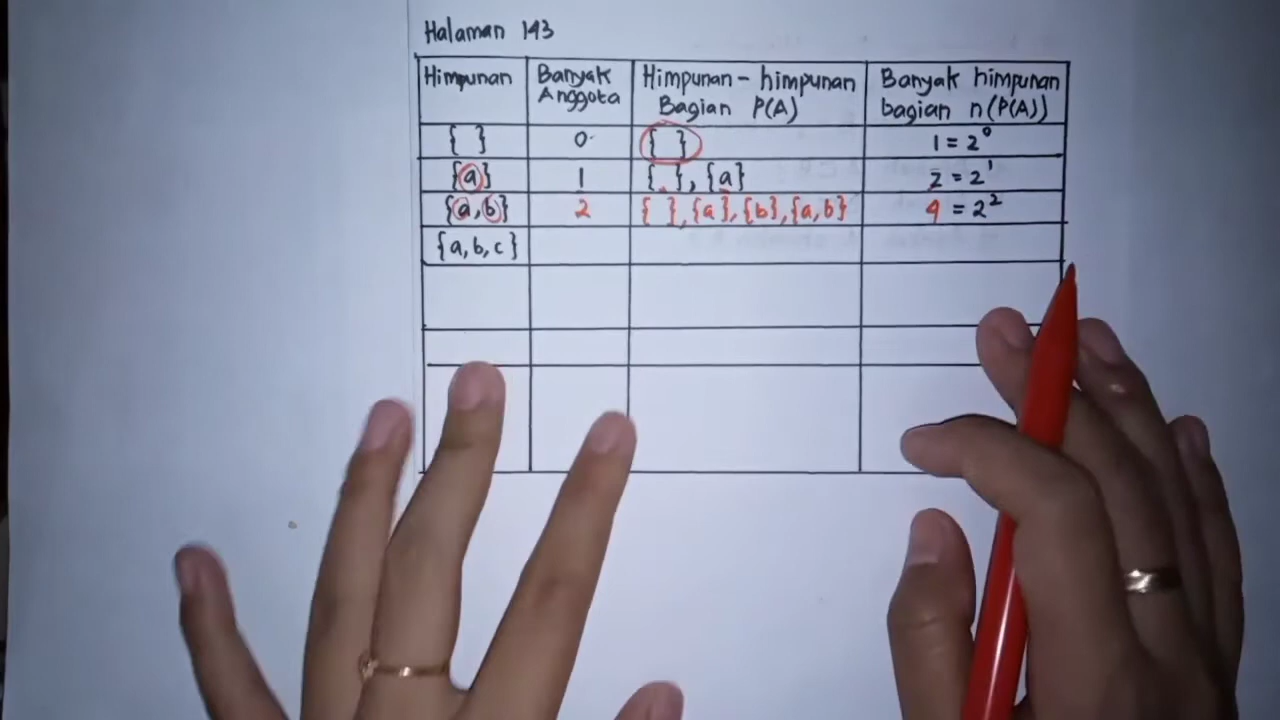 Halaman 143
Himpunan
Banyak
Anggota
Himpunan - himpunan
Bagian P(A)
Banyak himpunan
bagian n(P(A))
{ } 0 { } 1 = 2⁰
{a} 1 { }, {a} 2 = 2¹
{a,b} 2 { }, {a}, {b}, {a,b} 4 = 2²
{a,b,c}